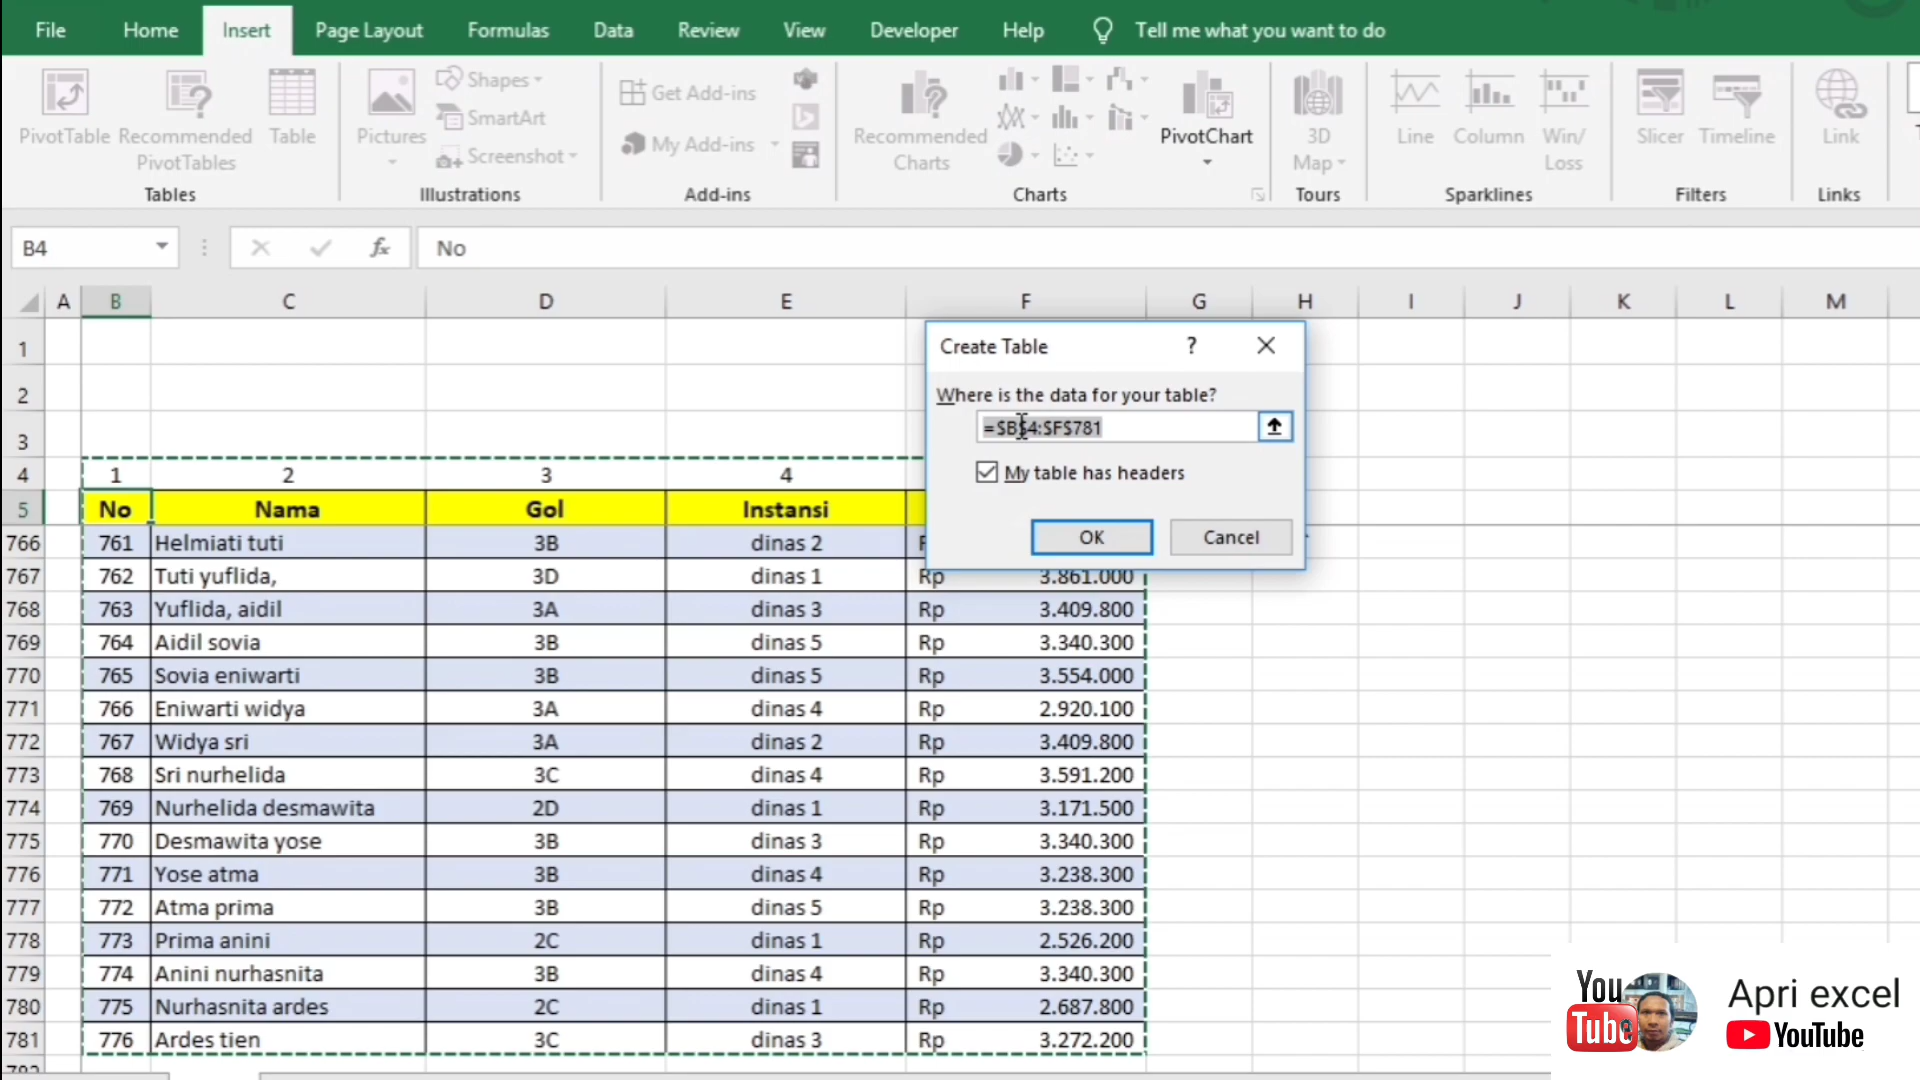 File Home Insert Page Layout Formulas Data Review View Developer Help Tell me what you want to do
PivotTable Recommended PivotTables Table Pictures Shapes SmartArt Screenshot Get Add-ins My Add-ins Recommended Charts PivotChart 3D Map Line Column Win/Loss Slicer Timeline Link
Tables Illustrations Add-ins Charts Tours Sparklines Filters Links
B4 fx No
A B C D E F G H I J K L M
1
2
3
Create Table ? 
Where is the data for your table?
=$B$4:$F$781
My table has headers
OK Cancel
4 1 2 3 4
5 No Nama Gol Instansi
766 761 Helmiati tuti 3B dinas 2
767 762 Tuti yuflida, 3D dinas 1 Rp 3.861.000
768 763 Yuflida, aidil 3A dinas 3 Rp 3.409.800
769 764 Aidil sovia 3B dinas 5 Rp 3.340.300
770 765 Sovia eniwarti 3B dinas 5 Rp 3.554.000
771 766 Eniwarti widya 3A dinas 4 Rp 2.920.100
772 767 Widya sri 3A dinas 2 Rp 3.409.800
773 768 Sri nurhelida 3C dinas 4 Rp 3.591.200
774 769 Nurhelida desmawita 2D dinas 1 Rp 3.171.500
775 770 Desmawita yose 3B dinas 3 Rp 3.340.300
776 771 Yose atma 3B dinas 4 Rp 3.238.300
777 772 Atma prima 3B dinas 5 Rp 3.238.300
778 773 Prima anini 2C dinas 1 Rp 2.526.200
779 774 Anini nurhasnita 3B dinas 4 Rp 3.340.300
780 775 Nurhasnita ardes 2C dinas 1 Rp 2.687.800
781 776 Ardes tien 3C dinas 3 Rp 3.272.200
You Tube Apri excel
YouTube